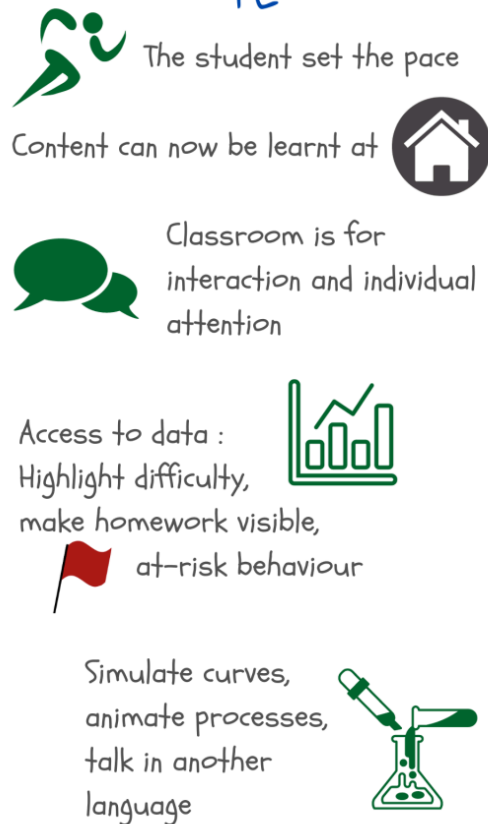 The student set the pace
Content can now be learnt at
Classroom is for
interaction and individual
attention
Access to data :
Highlight difficulty,
make homework visible,
at-risk behaviour
Simulate curves,
animate processes,
talk in another
language